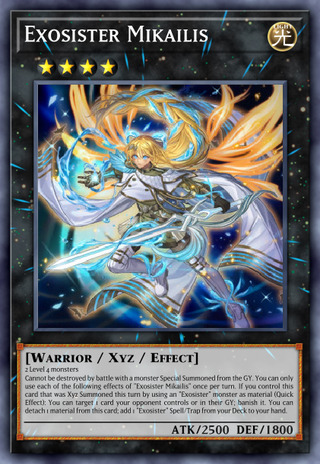 Exosister Mikailis
LIGHT
光
[Warrior / Xyz / Effect]
2 Level 4 monsters
Cannot be destroyed by battle with a monster Special Summoned from the GY. You can only
use each of the following effects of "Exosister Mikailis" once per turn. If you control this
card that was Xyz Summoned this turn by using an "Exosister" monster as material (Quick
Effect): You can target 1 card your opponent controls or in their GY; banish it. You can
detach 1 material from this card; add 1 "Exosister" Spell/Trap from your Deck to your hand.
ATK/2500 DEF/1800